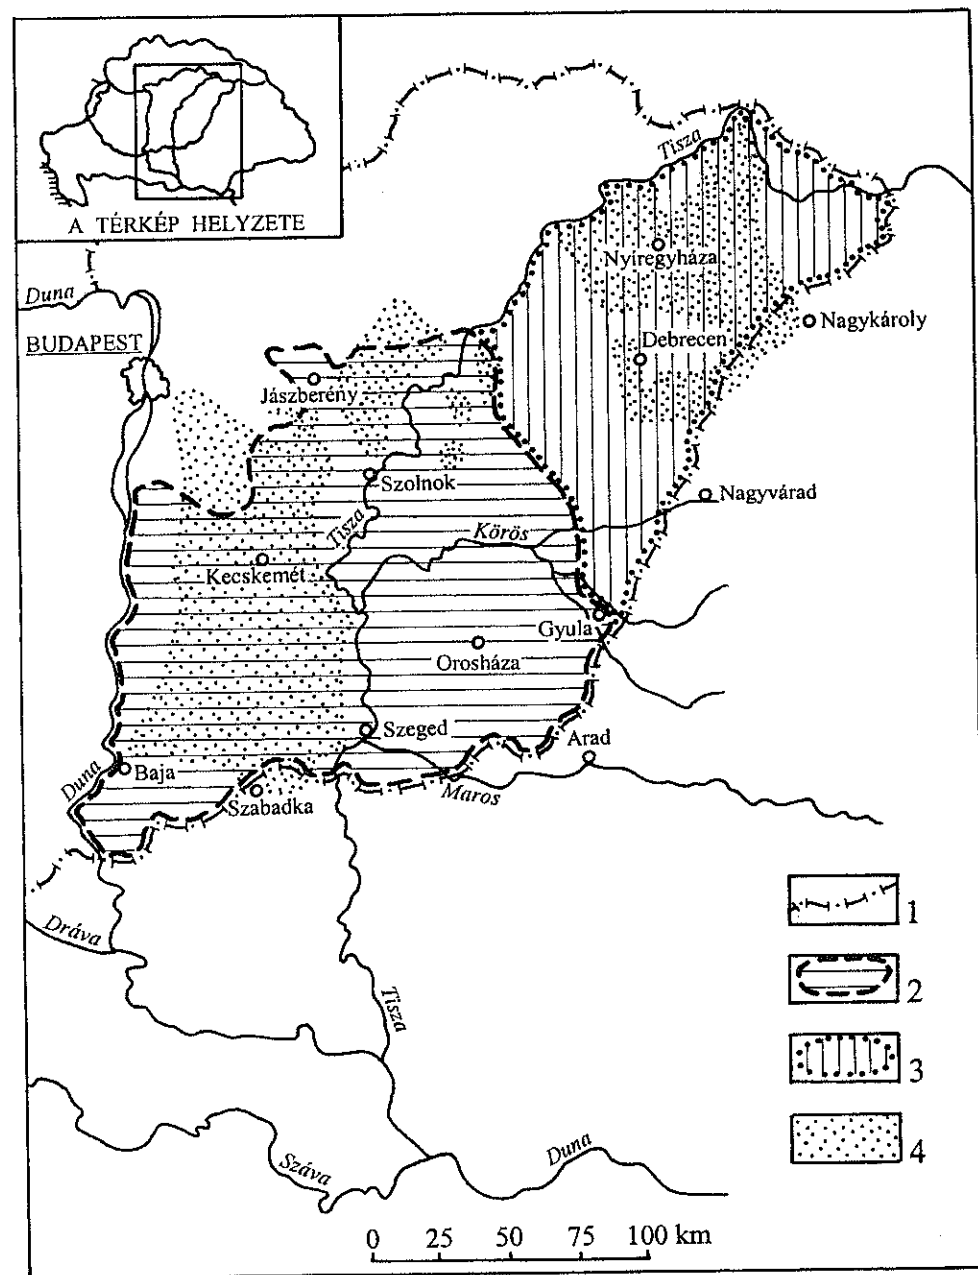 A TÉRKÉP HELYZETE
Tisza
Nyíregyháza
Duna
Nagykároly
BUDAPEST
Debrecen
Jászberény
Szolnok
Nagyvárad
Tisza
Körös
Kecskemét
Gyula
Orosháza
Szeged
Arad
Duna
Baja
Maros
Szabadka
1
Dráva
2
Tisza
3
4
Duna
Száva
0 25 50 75 100 km